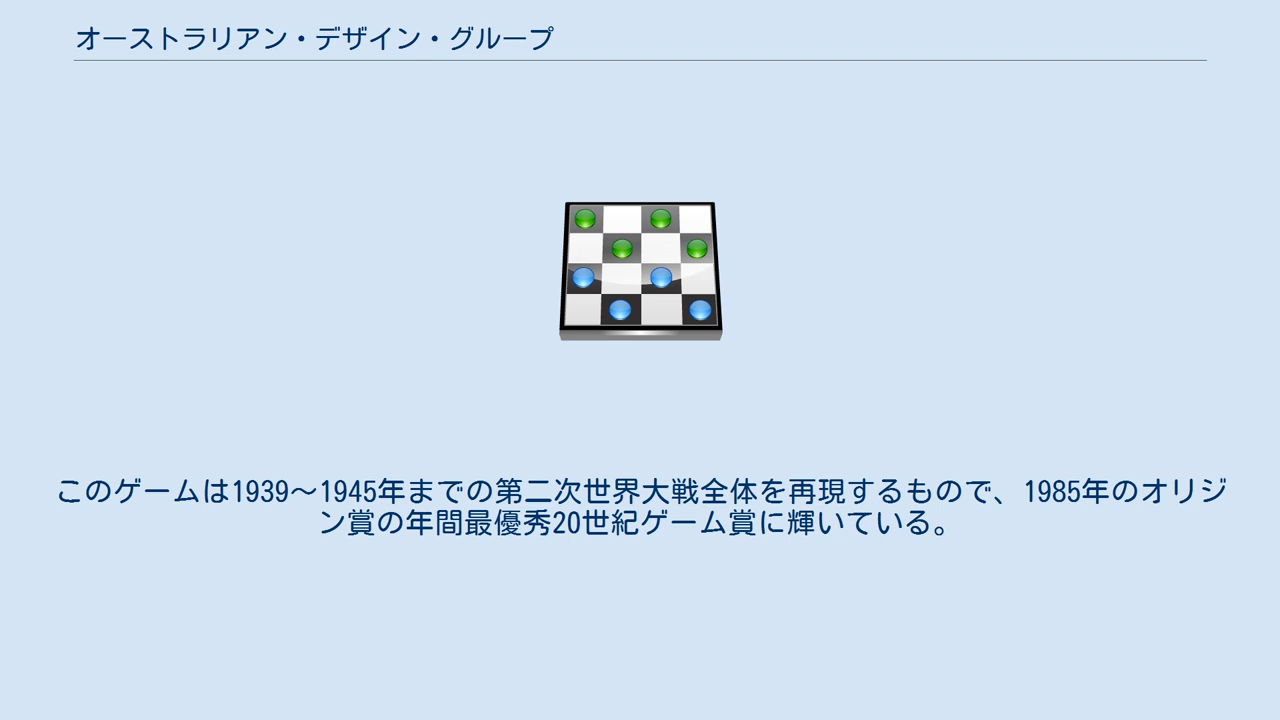 オーストラリアン・デザイン・グループ
このゲームは1939〜1945年までの第二次世界大戦全体を再現するもので、1985年のオリジ
ン賞の年間最優秀20世紀ゲーム賞に輝いている。